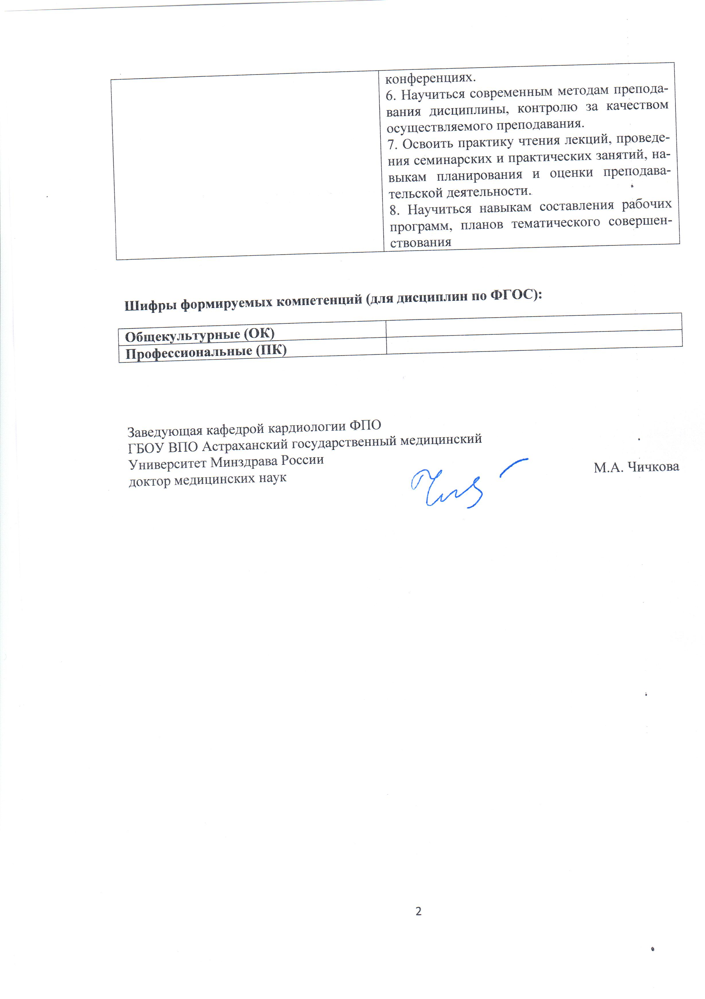 конференциях.
6. Научиться современным методам препода-
вания дисциплины, контролю за качеством
осуществляемого преподавания.
7. Освоить практику чтения лекций, проведе-
ния семинарских и практических занятий, на-
выкам планирования и оценки преподава-
тельской деятельности.
8. Научиться навыкам составления рабочих
программ, планов тематического совершен-
ствования
Шифры формируемых компетенций (для дисциплин по ФГОС):
Общекультурные (ОК)
Профессиональные (ПК)
Заведующая кафедрой кардиологии ФПО
ГБОУ ВПО Астраханский государственный медицинский
Университет Минздрава России
доктор медицинских наук
М.А. Чичкова
2